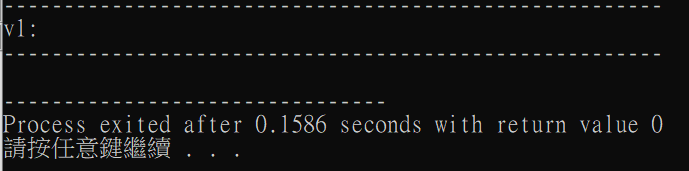 -------------------------------------------------------
v1:
-------------------------------------------------------
--------------------------------
Process exited after 0.1586 seconds with return value 0
請按任意鍵繼續 . . .